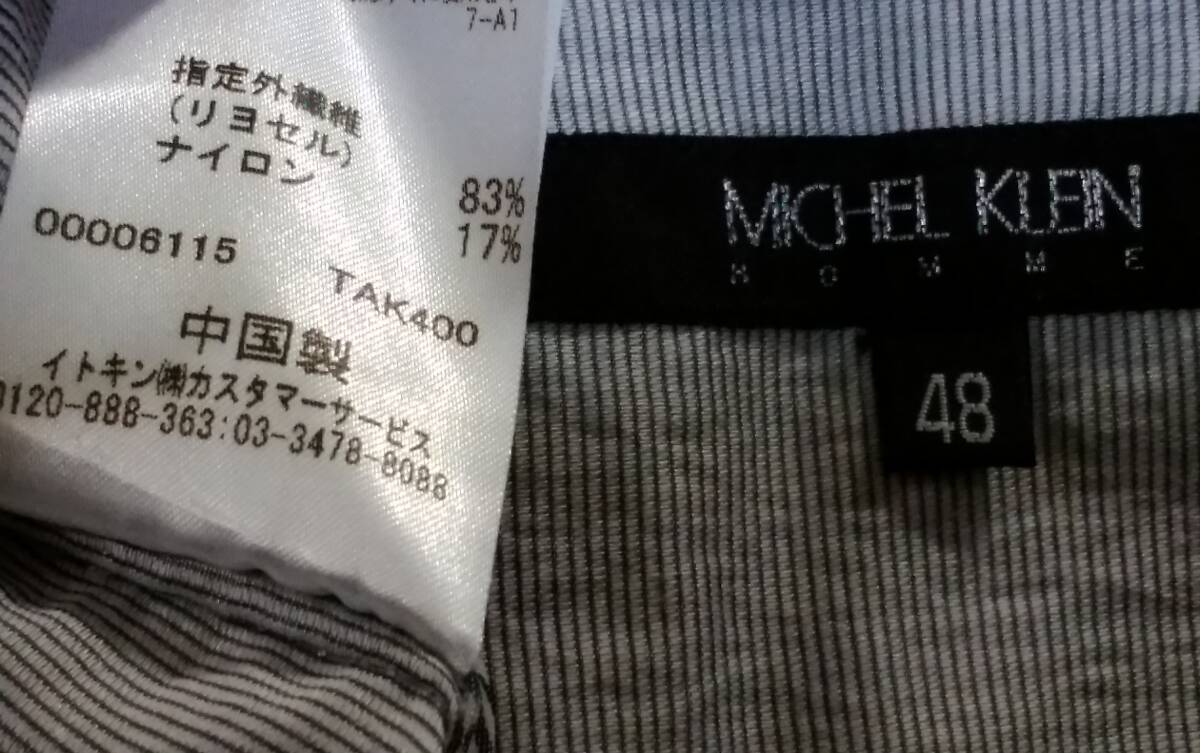 7-A1
指定外繊維
(リヨセル)
ナイロン
83%
17%
00006115
TAK400
中国製
イトキン㈱カスタマーサービス
0120-888-363:03-3478-8088
MICHEL KLEIN
HOMME
48